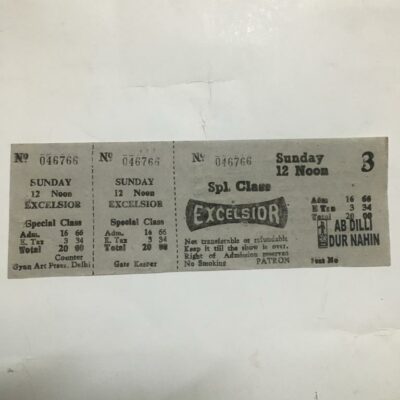 Nº 046766
SUNDAY
12 Noon
EXCELSIOR
Special Class
Adm. 16 66
E. Tax 3 34
Total 20 00
Counter
Gyan Art Press, Delhi
Nº 046766
SUNDAY
12 Noon
EXCELSIOR
Special Class
Adm. 16 66
E. Tax 3 34
Total 20 00
Gate Keeper
Nº 046766
Sunday
12 Noon
3
Spl. Class
EXCELSIOR
Adm. 16 66
E. Tax 3 34
Total 20 00
AB DILLI
DUR NAHIN
Not transferable or refundable
Keep it till the show is over.
Right of Admission reserved
No Smoking PATRON
Seat No